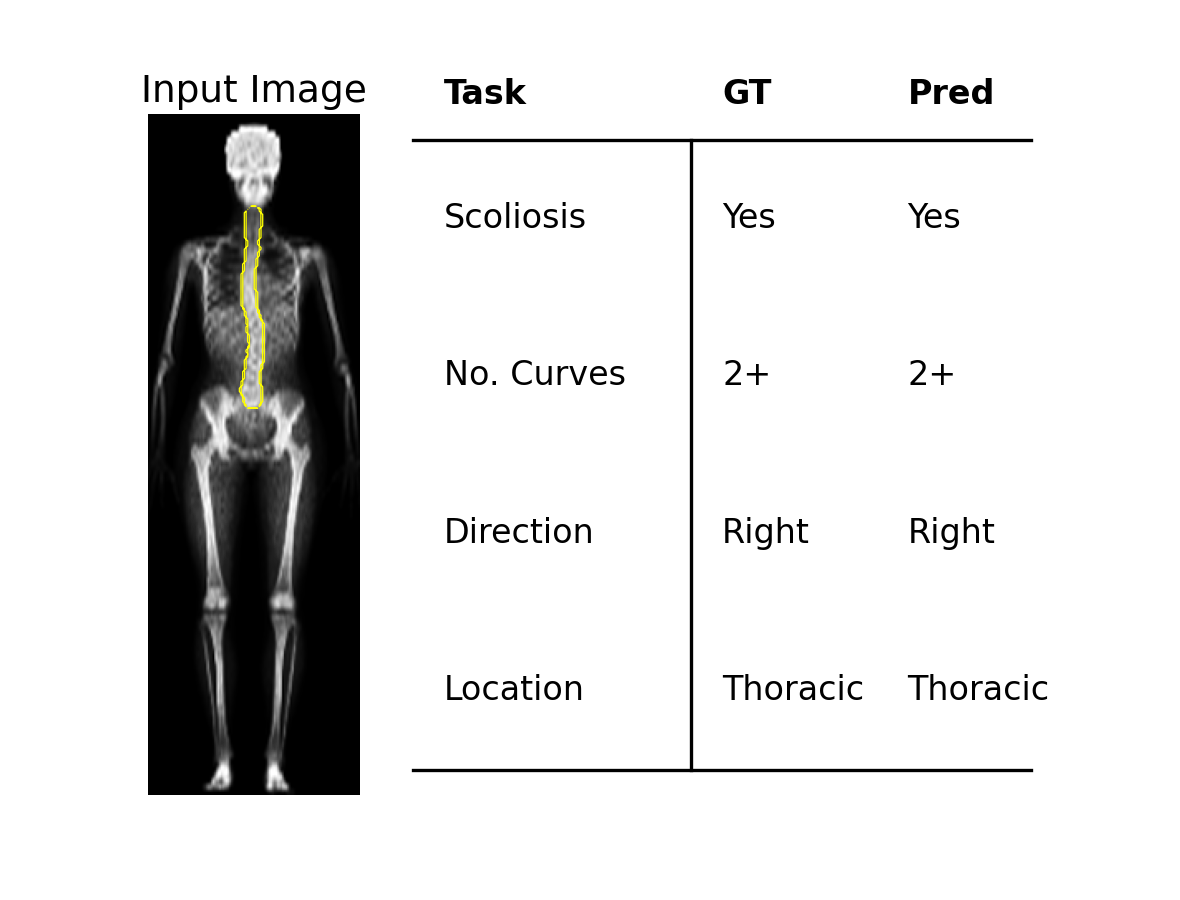 Input Image
Task GT Pred
Scoliosis Yes Yes
No. Curves 2+ 2+
Direction Right Right
Location Thoracic Thoracic